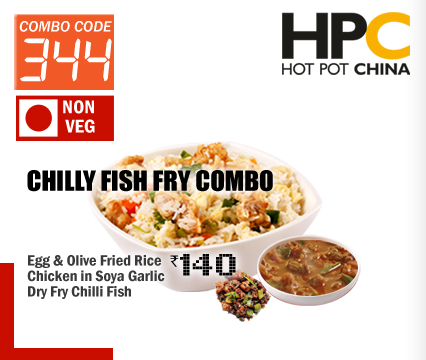 COMBO CODE
344
NON
VEG
HPC
HOT POT CHINA
CHILLY FISH FRY COMBO
Egg & Olive Fried Rice
Chicken in Soya Garlic
Dry Fry Chilli Fish
₹140